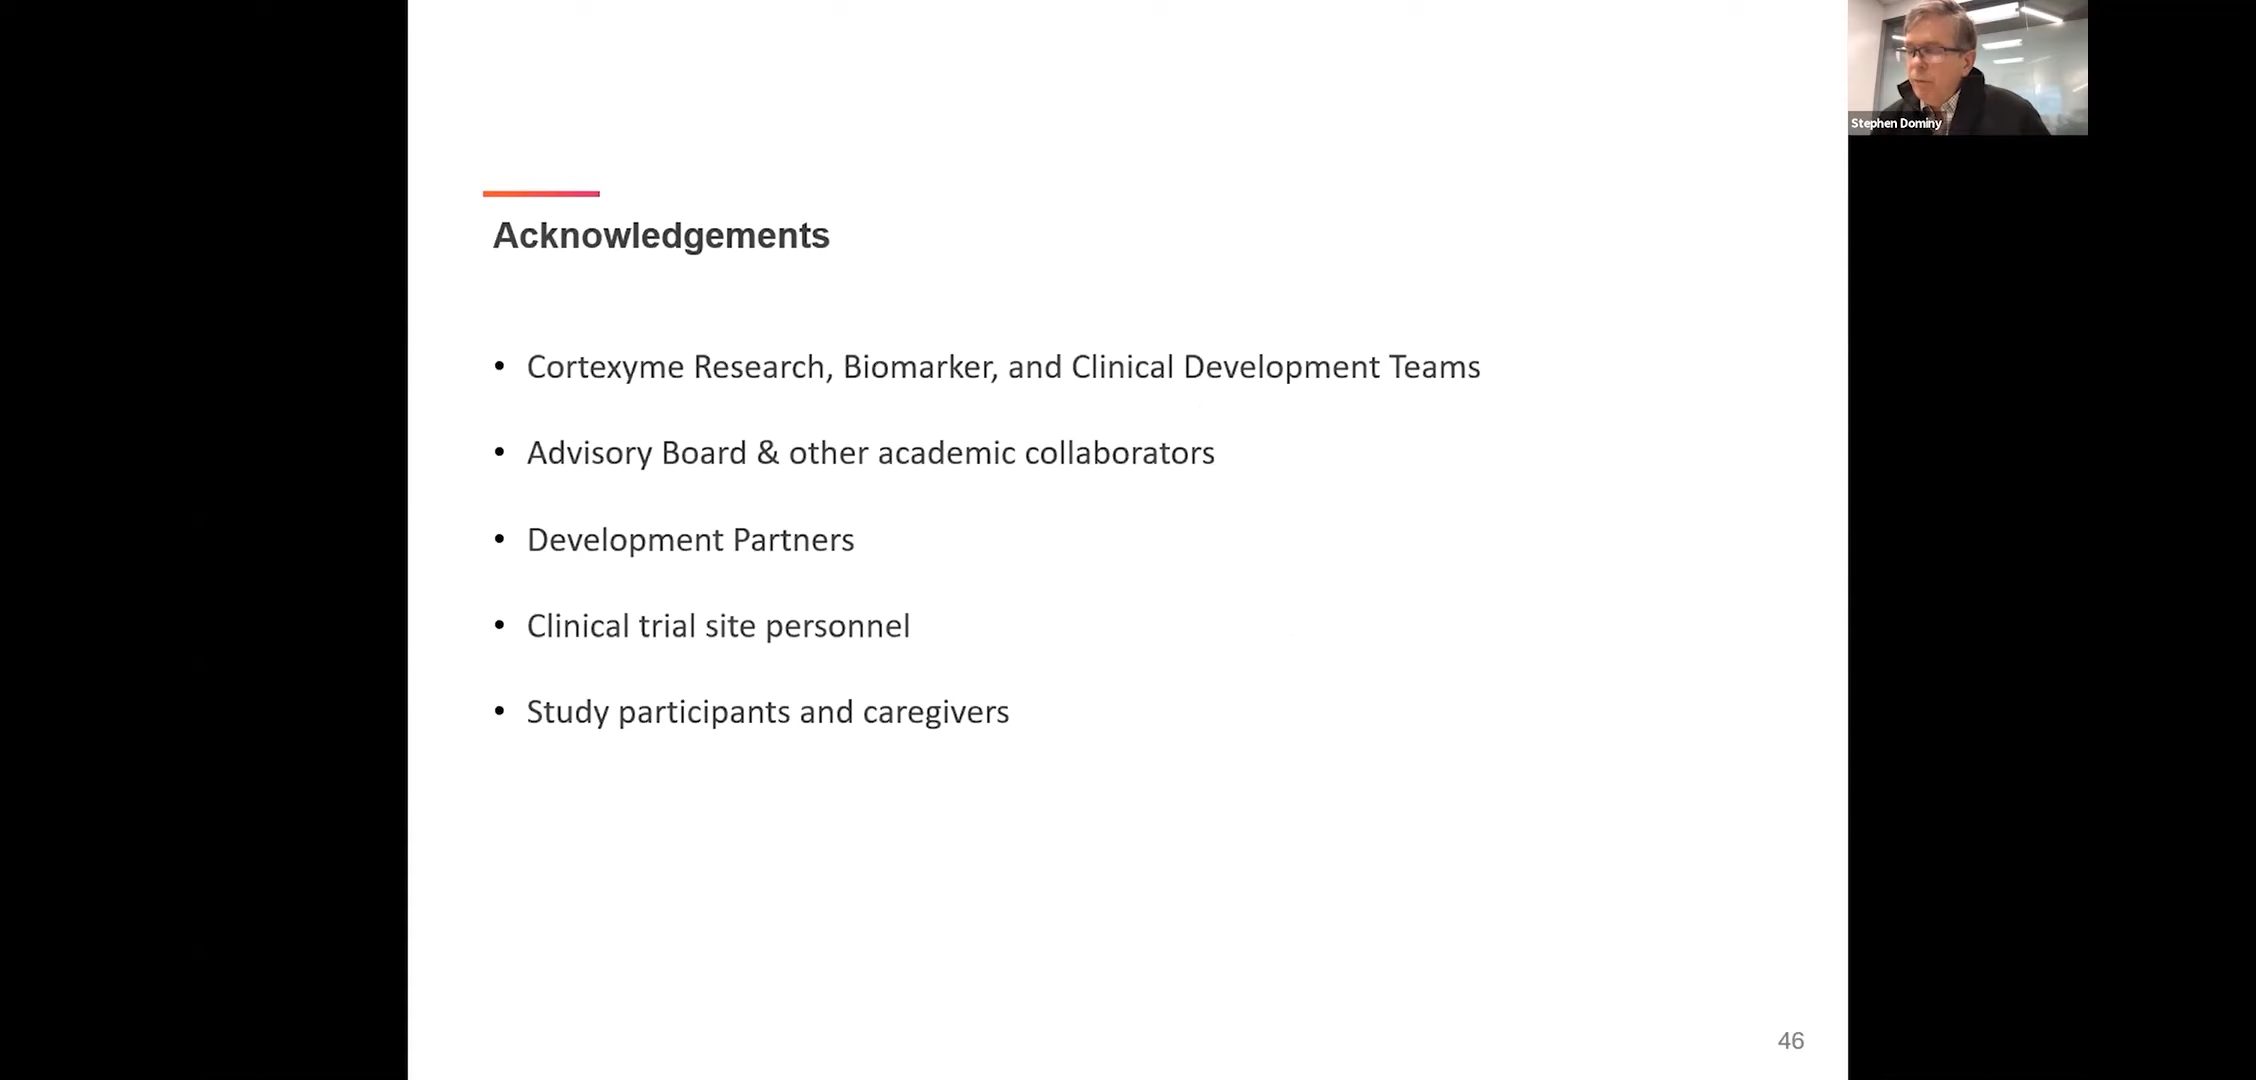 Stephen Dominy
Acknowledgements
• Cortexyme Research, Biomarker, and Clinical Development Teams
• Advisory Board & other academic collaborators
• Development Partners
• Clinical trial site personnel
• Study participants and caregivers
46